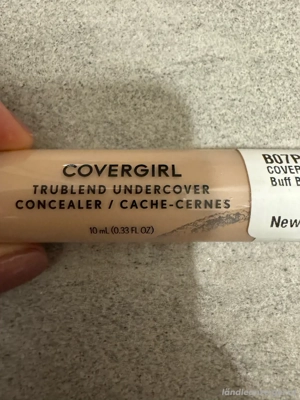 COVERGIRL
TRUBLEND UNDERCOVER
CONCEALER / CACHE-CERNES
10 mL (0.33 FL OZ)
B07P
COVER
Buff B
New